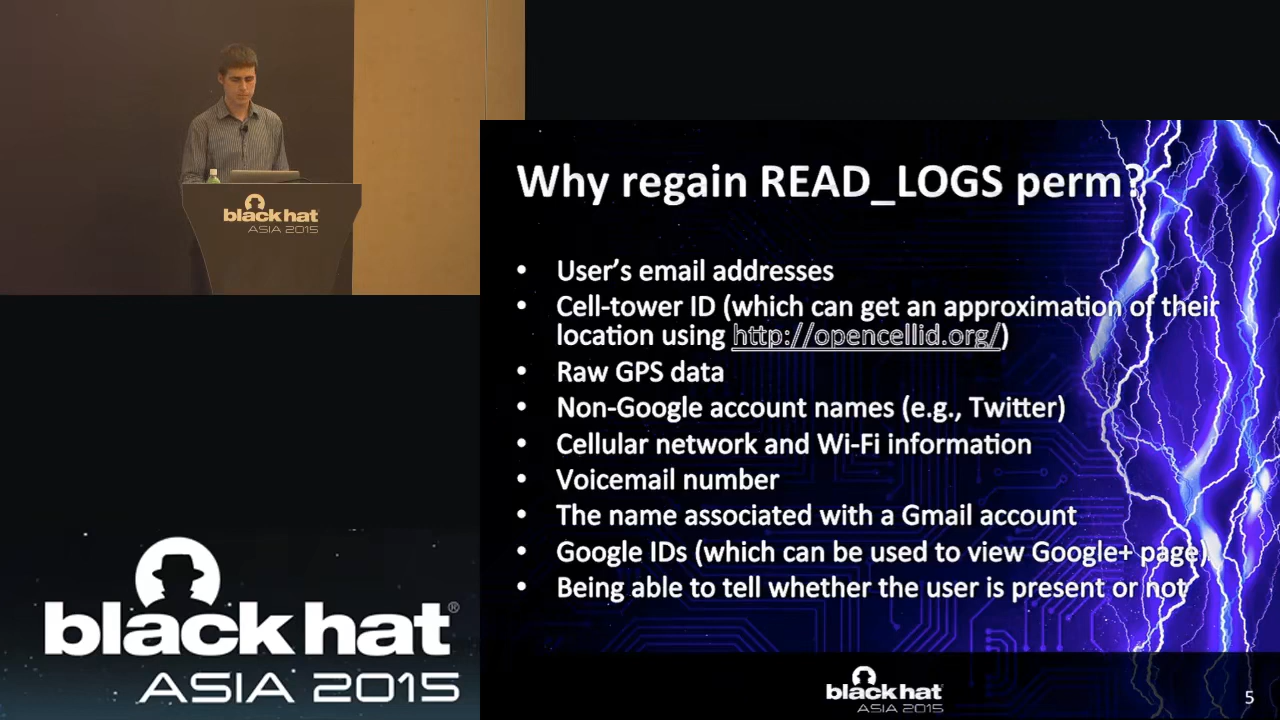 black hat
ASIA 2015
Why regain READ_LOGS perm?
• User's email addresses
• Cell-tower ID (which can get an approximation of their
location using http://opencellid.org/)
• Raw GPS data
• Non-Google account names (e.g., Twitter)
• Cellular network and Wi-Fi information
• Voicemail number
• The name associated with a Gmail account
• Google IDs (which can be used to view Google+ page)
• Being able to tell whether the user is present or not
black hat®
ASIA 2015
black hat
ASIA 2015
5